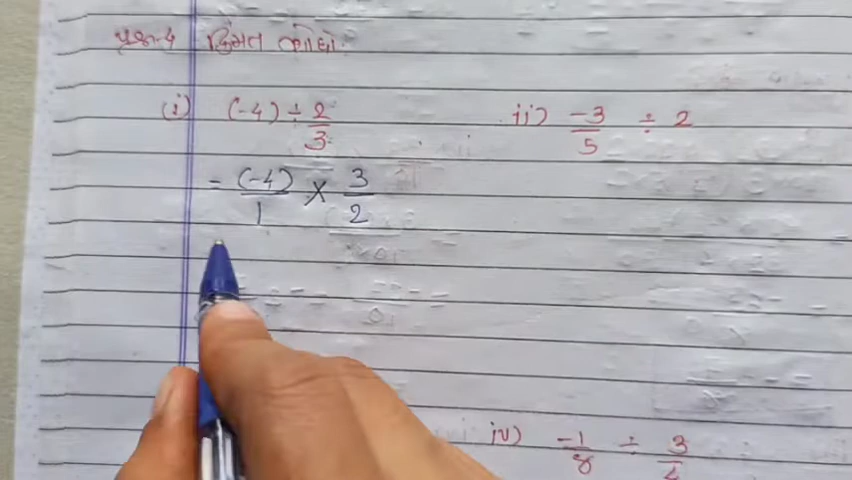 પ્રશ્ન-4 કિંમત શોધો.
(i) (-4) ÷ 2/3 ii) -3/5 ÷ 2
= (-4)/1 × 3/2
iv) -1/8 ÷ 3/4